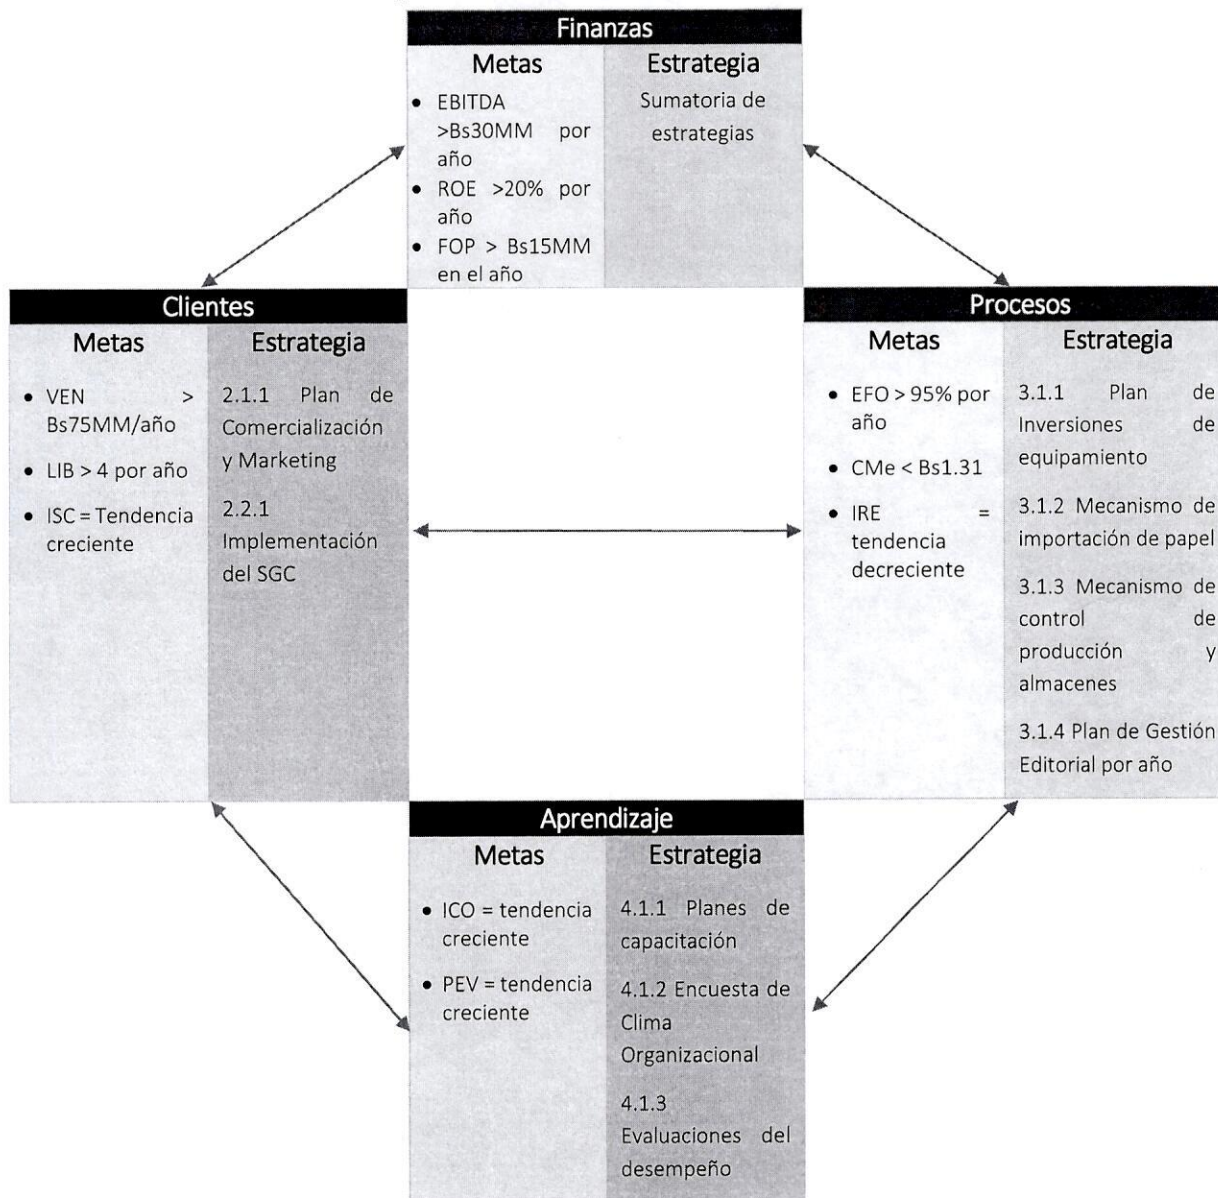 Finanzas
Metas
• EBITDA
>Bs30MM por
año
• ROE >20% por
año
• FOP > Bs15MM
en el año
Estrategia
Sumatoria de
estrategias
Clientes
Metas
• VEN >
Bs75MM/año
• LIB > 4 por año
• ISC = Tendencia
creciente
Estrategia
2.1.1 Plan de
Comercialización
y Marketing
2.2.1
Implementación
del SGC
Procesos
Metas
• EFO > 95% por
año
• CMe < Bs1.31
• IRE =
tendencia
decreciente
Estrategia
3.1.1 Plan de
Inversiones de
equipamiento
3.1.2 Mecanismo de
importación de papel
3.1.3 Mecanismo de
control de
producción y
almacenes
3.1.4 Plan de Gestión
Editorial por año
Aprendizaje
Metas
• ICO = tendencia
creciente
• PEV = tendencia
creciente
Estrategia
4.1.1 Planes de
capacitación
4.1.2 Encuesta de
Clima
Organizacional
4.1.3
Evaluaciones del
desempeño